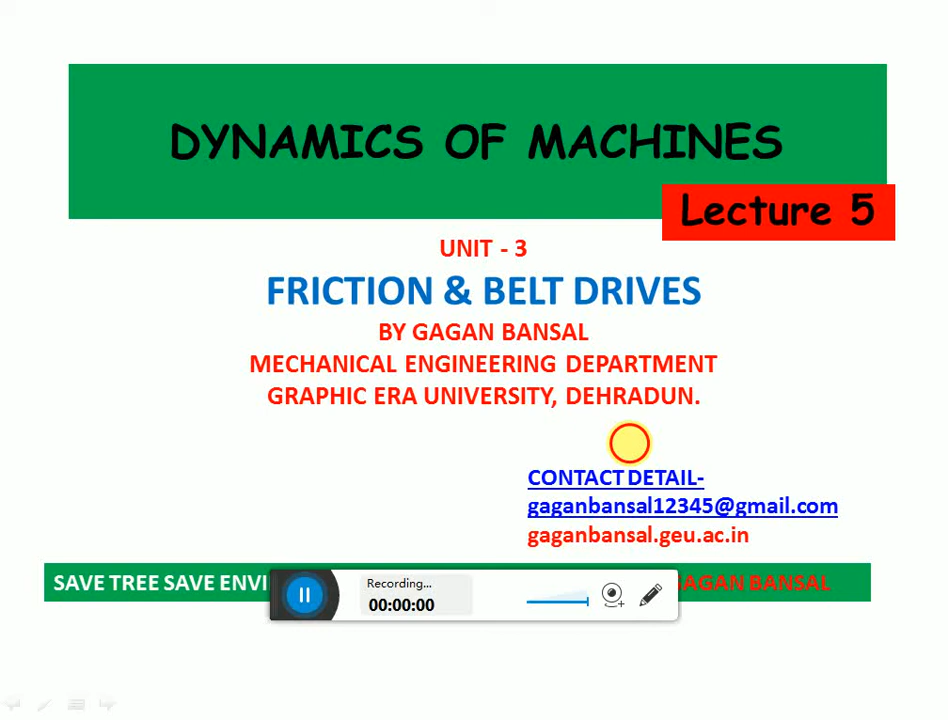 DYNAMICS OF MACHINES
Lecture 5
UNIT - 3
FRICTION & BELT DRIVES
BY GAGAN BANSAL
MECHANICAL ENGINEERING DEPARTMENT
GRAPHIC ERA UNIVERSITY, DEHRADUN.
CONTACT DETAIL-
gaganbansal12345@gmail.com
gaganbansal.geu.ac.in
SAVE TREE SAVE ENVI
GAGAN BANSAL
Recording...
00:00:00